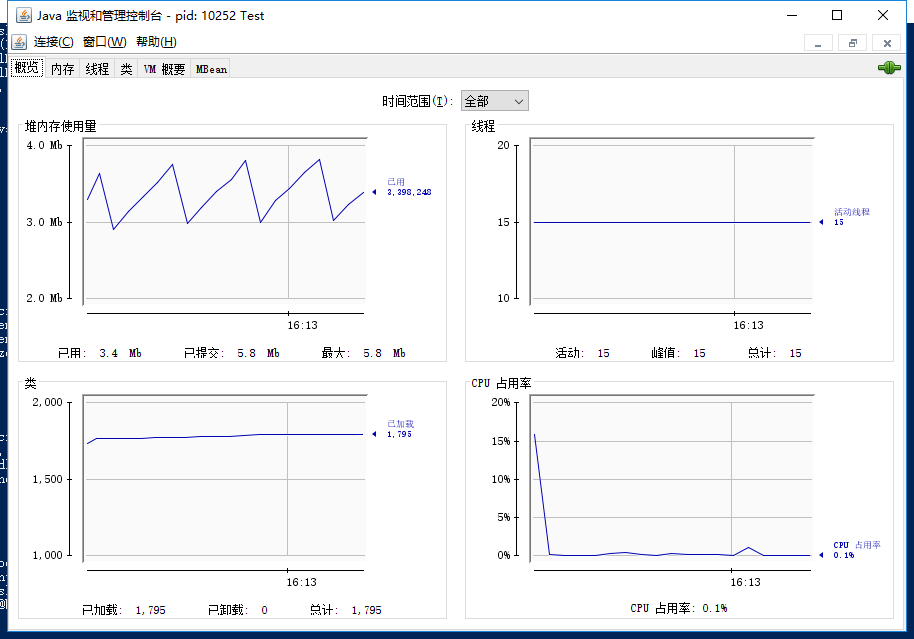 Java 监视和管理控制台 - pid: 10252 Test
连接(C) 窗口(W) 帮助(H)
概览 内存 线程 类 VM 概要 MBean
时间范围(T): 全部
堆内存使用量
4.0 Mb
3.0 Mb
2.0 Mb
已用
3,398,248
16:13
已用: 3.4 Mb 已提交: 5.8 Mb 最大: 5.8 Mb
线程
20
15
10
活动线程
15
16:13
活动: 15 峰值: 15 总计: 15
类
2,000
1,500
1,000
已加载
1,795
16:13
已加载: 1,795 已卸载: 0 总计: 1,795
CPU 占用率
20%
15%
10%
5%
0%
CPU 占用率
0.1%
16:13
CPU 占用率: 0.1%